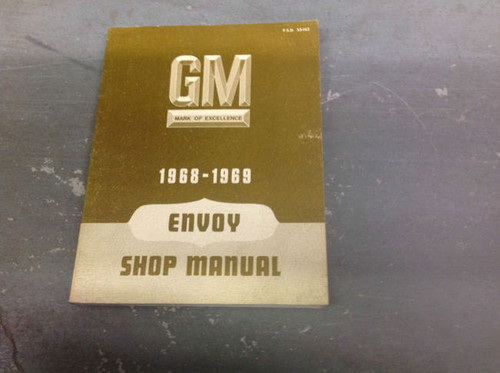 GM
MARK OF EXCELLENCE
1968-1969
ENVOY
SHOP MANUAL